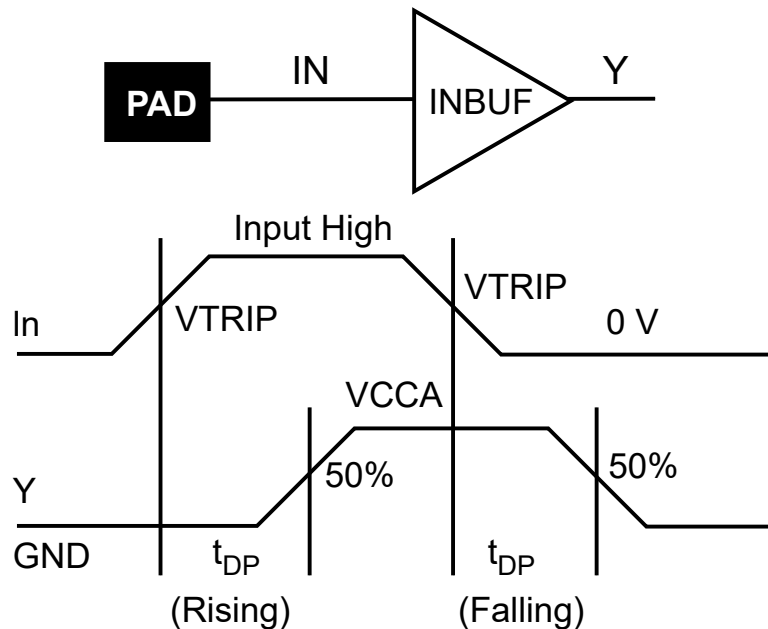 IN
Y
PAD
INBUF
Input High
In
VTRIP
VTRIP
0 V
VCCA
Y
50%
50%
GND
tDP
tDP
(Rising)
(Falling)